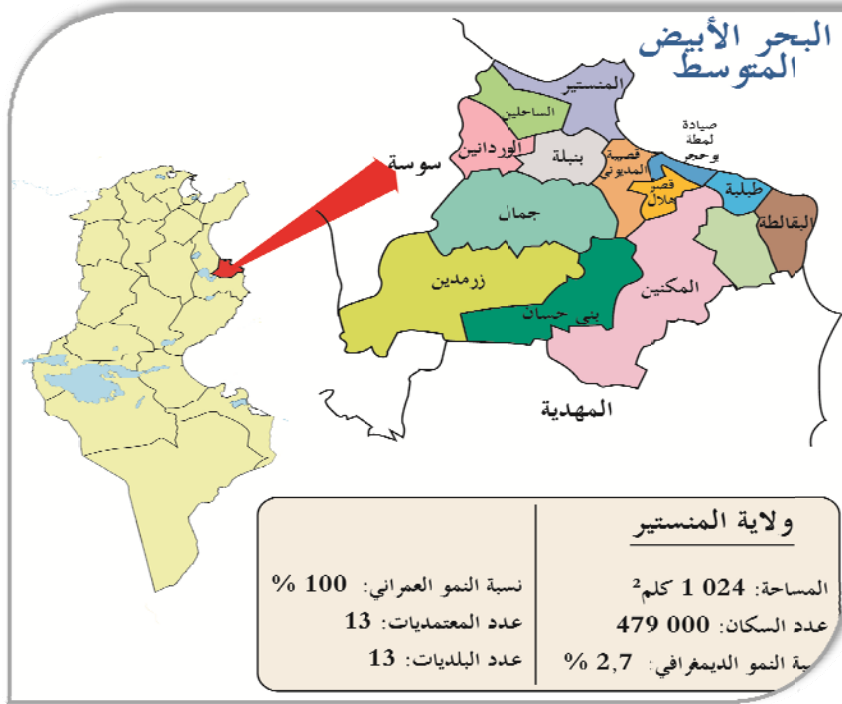 البحر الأبيض
المتوسط
المنستير
الساحلين
صيادة
لمطة
بوحجر
الوردانين
بنبلة
قصيبة
المديوني
سوسة
قصر
هلال
طبلبة
البقالطة
جمال
زرمدين
المكنين
بني حسان
المهدية
ولاية المنستير
المساحة: 024 1 كلم²
عدد السكان: 000 479
سبة النمو الديمغرافي: 2,7 %
نسبة النمو العمراني: 100 %
عدد المعتمديات: 13
عدد البلديات: 13